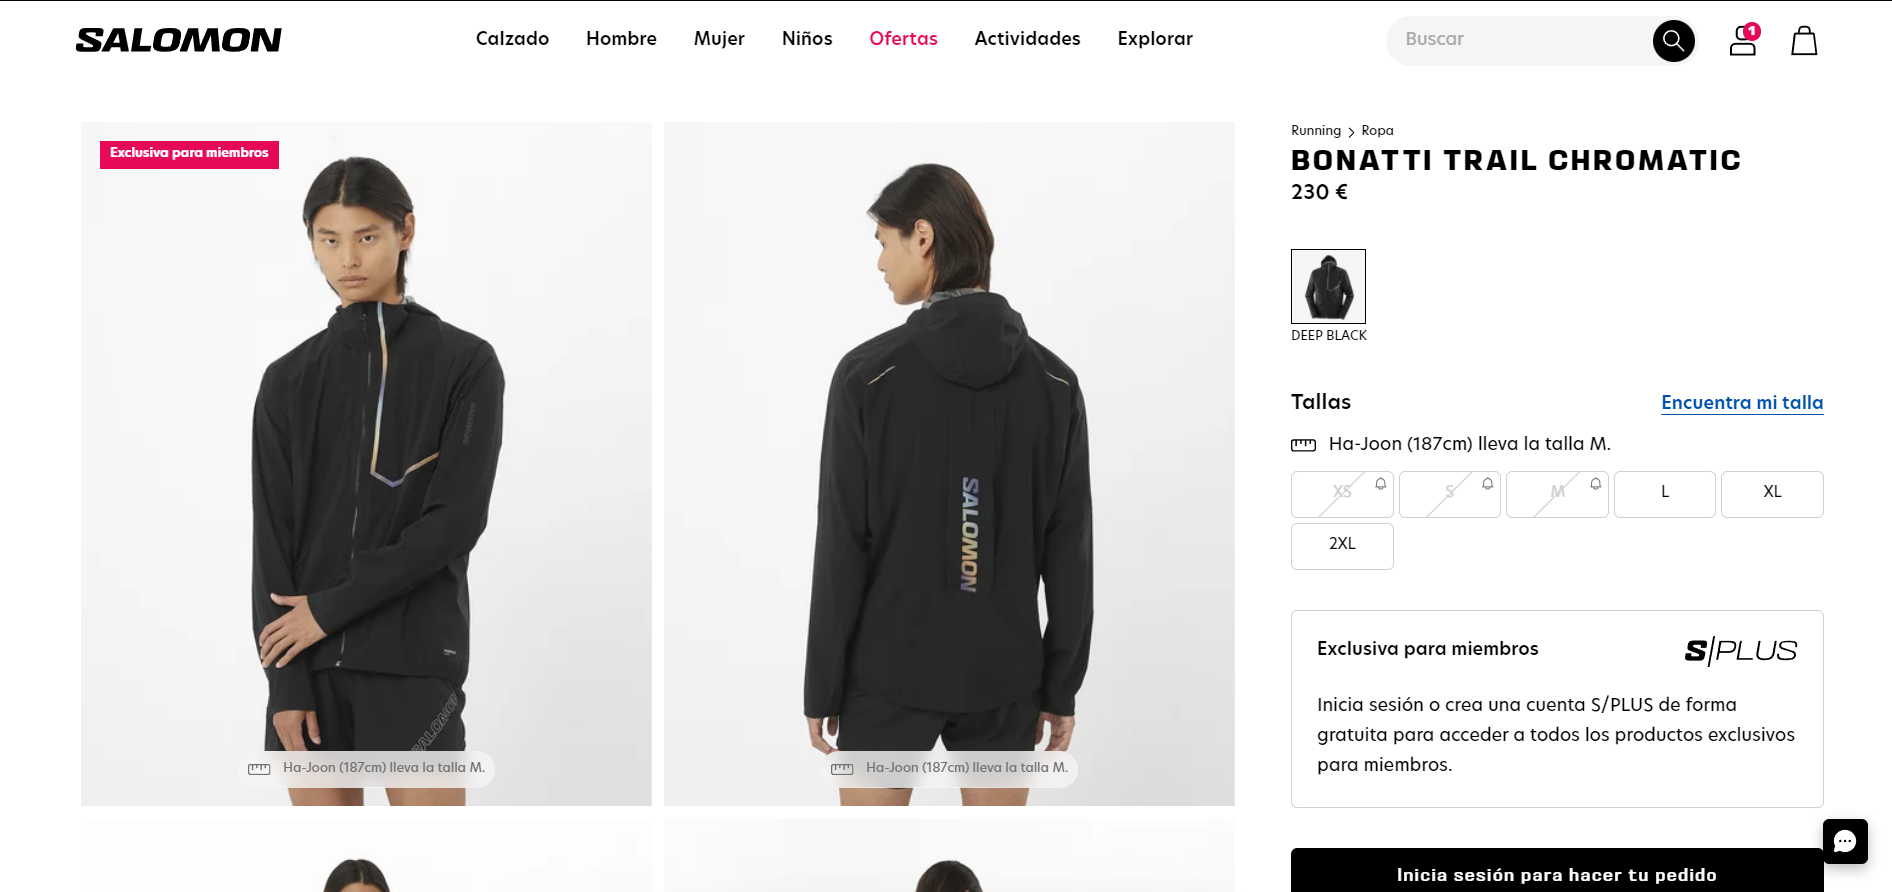 SALOMON
Calzado
Hombre
Mujer
Niños
Ofertas
Actividades
Explorar
Buscar
1
Exclusiva para miembros
SALOMON
SALOMON
SALOMON
Ha-Joon (187cm) lleva la talla M.
Ha-Joon (187cm) lleva la talla M.
Running > Ropa
BONATTI TRAIL CHROMATIC
230 €
DEEP BLACK
Tallas
Encuentra mi talla
Ha-Joon (187cm) lleva la talla M.
XS
S
M
L
XL
2XL
Exclusiva para miembros
S/PLUS
Inicia sesión o crea una cuenta S/PLUS de forma
gratuita para acceder a todos los productos exclusivos
para miembros.
Inicia sesión para hacer tu pedido